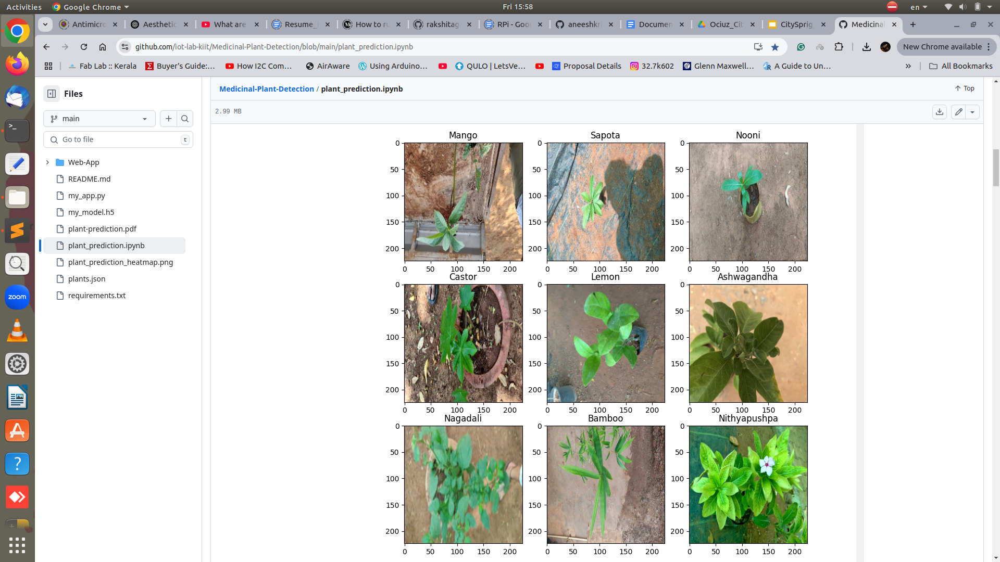 Activities Google Chrome Fri 15:58 en
Antimicro Aesthetic What are Resume_ How to ru rakshitag RPi - Goo aneeshkr Documen Ociuz_Cit CitySprig Medicinal
github.com/iot-lab-kiit/Medicinal-Plant-Detection/blob/main/plant_prediction.ipynb New Chrome available
Fab Lab :: Kerala Buyer's Guide:... How I2C Com... AirAware Using Arduino... QULO | LetsVe... Proposal Details 32.7k602 Glenn Maxwell... A Guide to Un... » All Bookmarks
Files
main
Go to file t
Web-App
README.md
my_app.py
my_model.h5
plant-prediction.pdf
plant_prediction.ipynb
plant_prediction_heatmap.png
plants.json
requirements.txt
zoom
Medicinal-Plant-Detection / plant_prediction.ipynb Top
2.99 MB
Mango Sapota Nooni
0 0 0
50 50 50
100 100 100
150 150 150
200 200 200
0 50 100 150 200 0 50 100 150 200 0 50 100 150 200
Castor Lemon Ashwagandha
0 0 0
50 50 50
100 100 100
150 150 150
200 200 200
0 50 100 150 200 0 50 100 150 200 0 50 100 150 200
Nagadali Bamboo Nithyapushpa
0 0 0
50 50 50
100 100 100
150 150 150
200 200 200
0 50 100 150 200 0 50 100 150 200 0 50 100 150 200